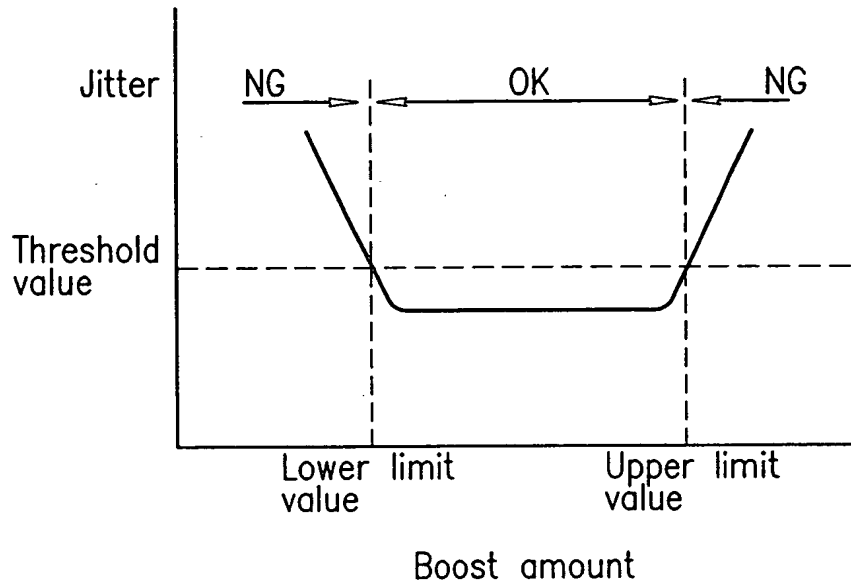 Jitter
NG
OK
NG
Threshold
value
Lower limit
value
Upper limit
value
Boost amount